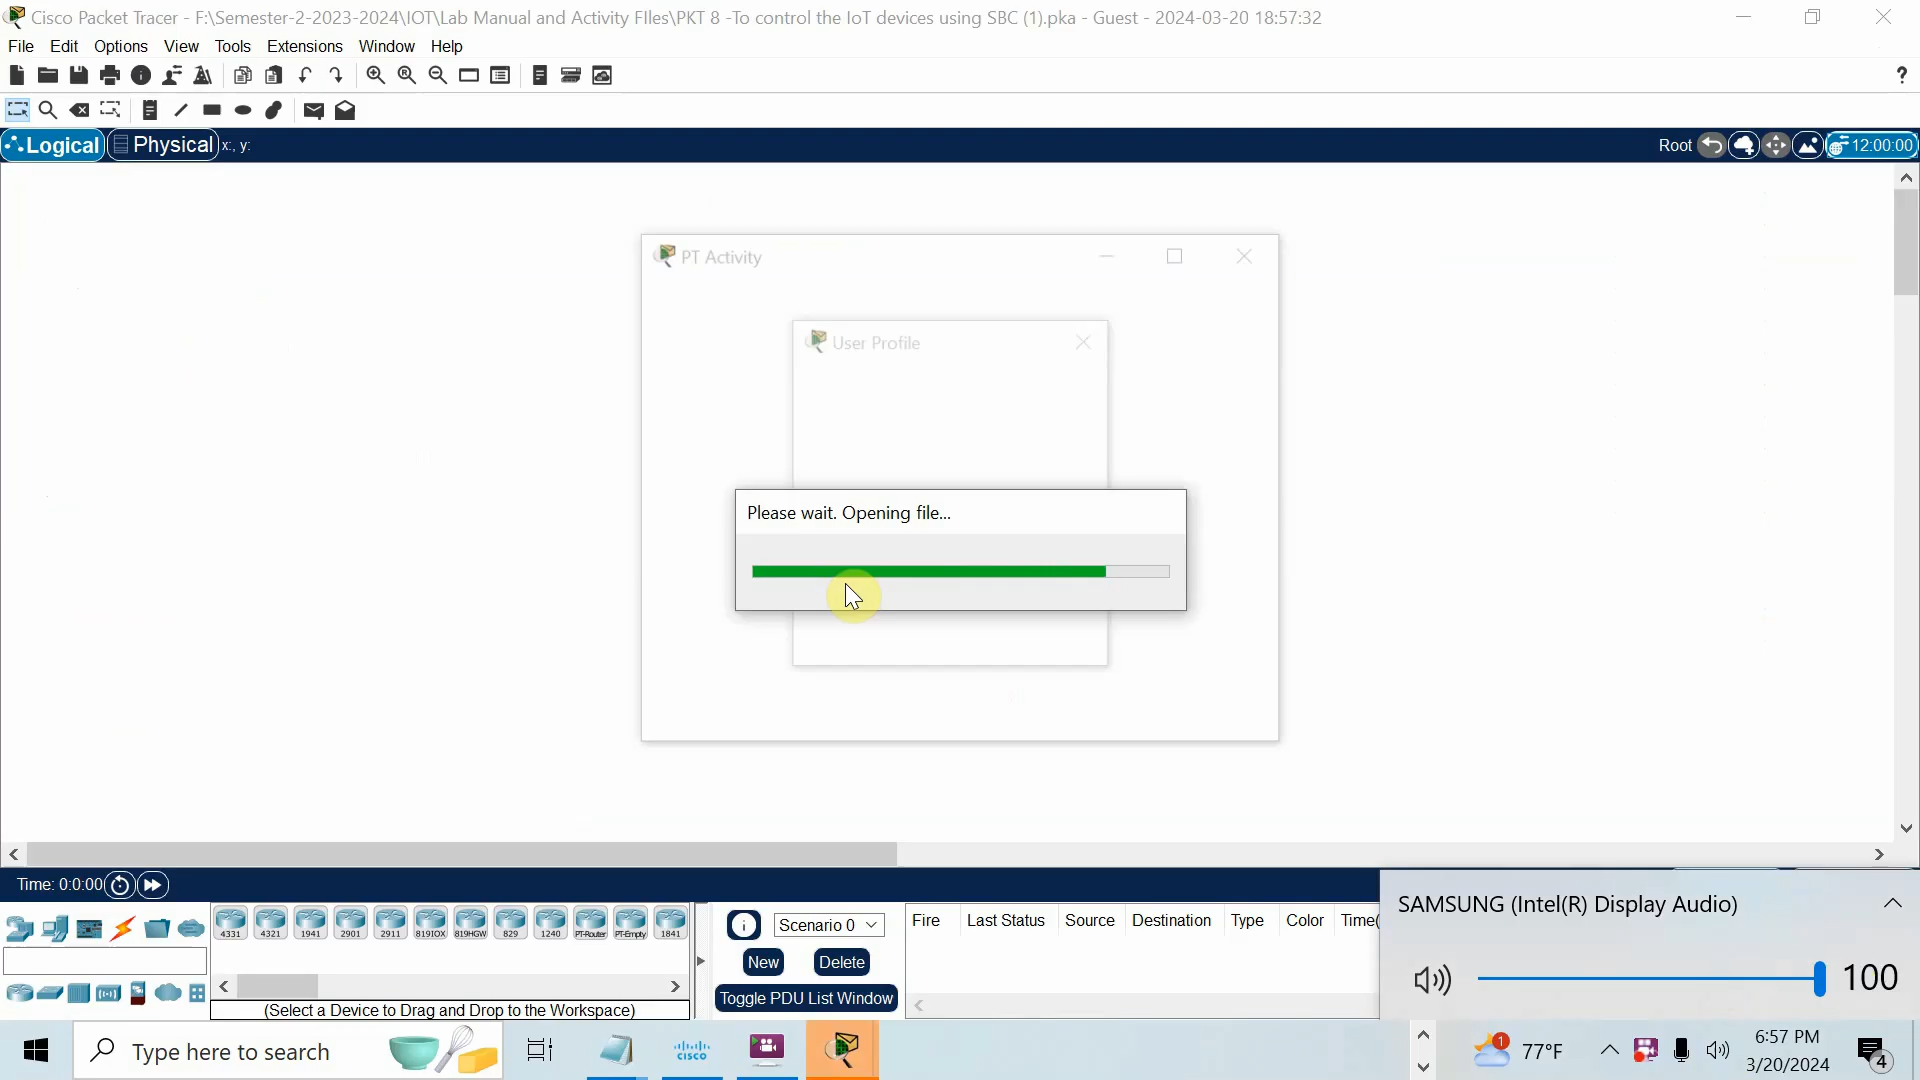 Cisco Packet Tracer - F:\Semester-2-2023-2024\IOT\Lab Manual and Activity FIles\PKT 8 -To control the IoT devices using SBC (1).pka - Guest - 2024-03-20 18:57:32
File Edit Options View Tools Extensions Window Help
?
Logical Physical x:, y: Root 12:00:00
PT Activity
User Profile
Please wait. Opening file...
Time: 0:0:00
4331 4321 1941 2901 2911 819IOX 819HGW 829 1240 PT-Router PT-Empty 1841
(Select a Device to Drag and Drop to the Workspace)
Scenario 0
New Delete
Toggle PDU List Window
Fire Last Status Source Destination Type Color Time(
SAMSUNG (Intel(R) Display Audio)
100
Type here to search
cisco
1 77°F
6:57 PM
3/20/2024
4